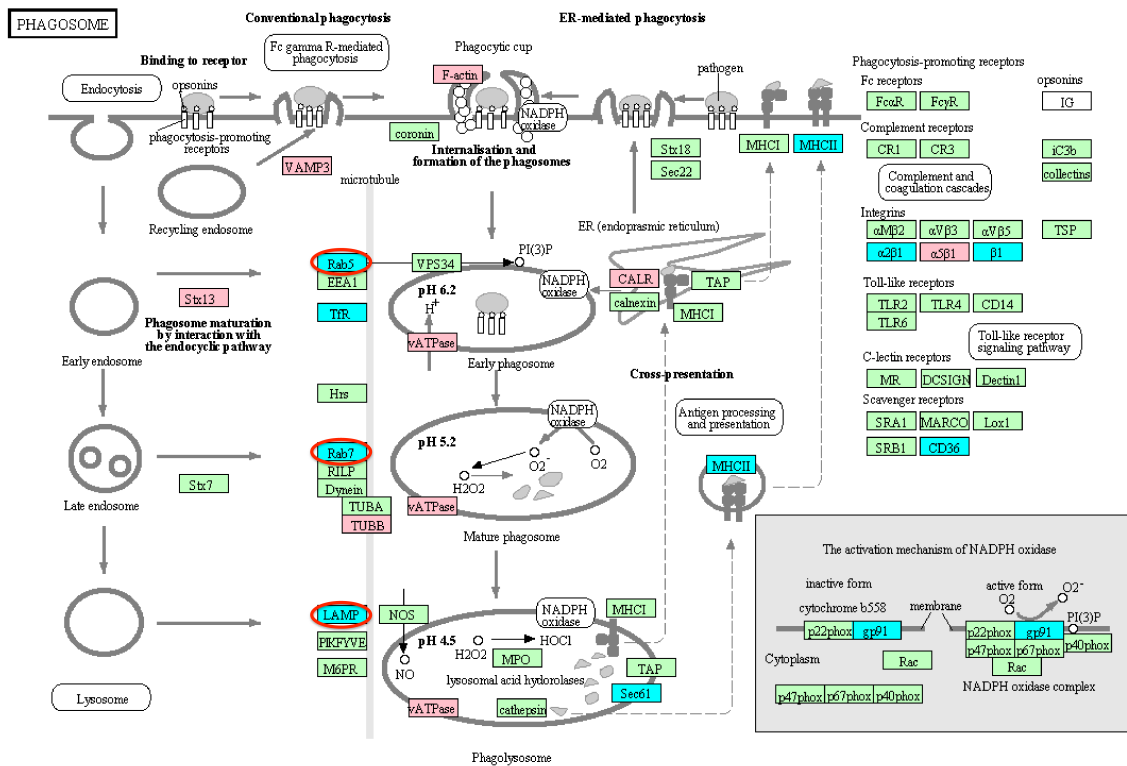 PHAGOSOME
Conventional phagocytosis
ER-mediated phagocytosis
Binding to receptor
Fc gamma R-mediated
phagocytosis
Phagocytic cup
Endocytosis
opsonins
F-actin
NADPH
oxidase
pathogen
phagocytosis-promoting
receptors
coronin
Internalisation and
formation of the phagosomes
VAMP3
microtubule
Stx18
Sec22
MHCI
MHCII
Recycling endosome
ER (endoprasmic reticulum)
Rab5
EEA1
VPS34
PI(3)P
NADPH
oxidase
CALR
calnexin
TAP
MHCI
Stx13
TfR
pH 6.2
H+
vATPase
Phagosome maturation
by interaction with
the endocyclic pathway
Early endosome
Early phagosome
Cross-presentation
Hrs
NADPH
oxidase
Antigen processing
and presentation
Rab7
RILP
Dynein
TUBA
TUBB
pH 5.2
O2-
O2
H2O2
vATPase
MHCII
Stx7
Late endosome
Mature phagosome
LAMP
PIKFYVE
M6PR
NOS
NO
pH 4.5
NADPH
oxidase
MHCI
H2O2
HOCl
MPO
lysosomal acid hydorolases
TAP
Sec61
vATPase
cathepsin
Lysosome
Phagolysosome
Phagocytosis-promoting receptors
Fc receptors
opsonins
FcαR
FcγR
IG
Complement receptors
CR1
CR3
iC3b
collectins
Complement and
coagulation cascades
Integrins
αMβ2
αVβ3
αVβ5
TSP
α2β1
α5β1
β1
Toll-like receptors
TLR2
TLR4
CD14
TLR6
Toll-like receptor
signaling pathway
C-lectin receptors
MR
DCSIGN
Dectin1
Scavenger receptors
SRA1
MARCO
Lox1
SRB1
CD36
The activation mechanism of NADPH oxidase
inactive form
active form
O2
O2-
cytochrome b558
membrane
PI(3)P
p22phox
gp91
p22phox
gp91
p47phox
p67phox
p40phox
Cytoplasm
Rac
Rac
NADPH oxidase complex
p47phox
p67phox
p40phox